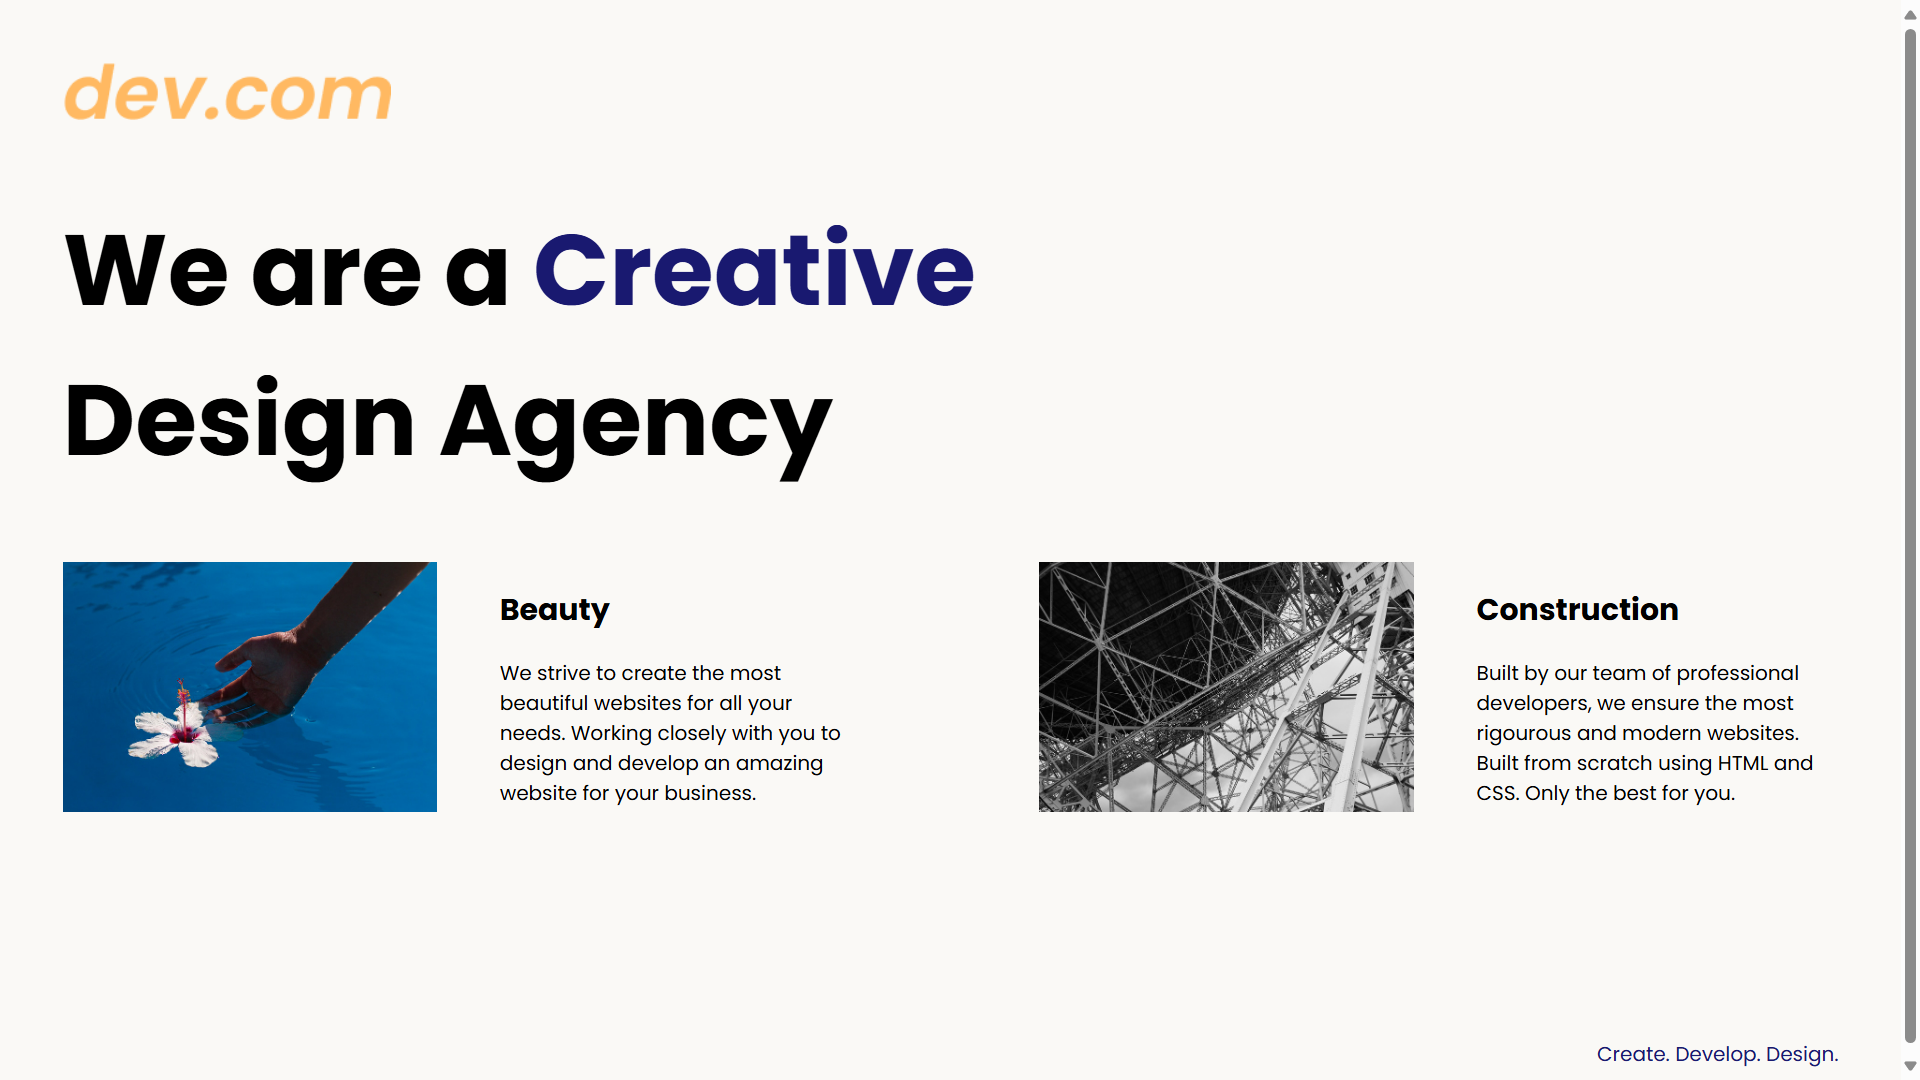 dev.com
We are a Creative
Design Agency
Beauty
We strive to create the most
beautiful websites for all your
needs. Working closely with you to
design and develop an amazing
website for your business.
Construction
Built by our team of professional
developers, we ensure the most
rigourous and modern websites.
Built from scratch using HTML and
CSS. Only the best for you.
Create. Develop. Design.